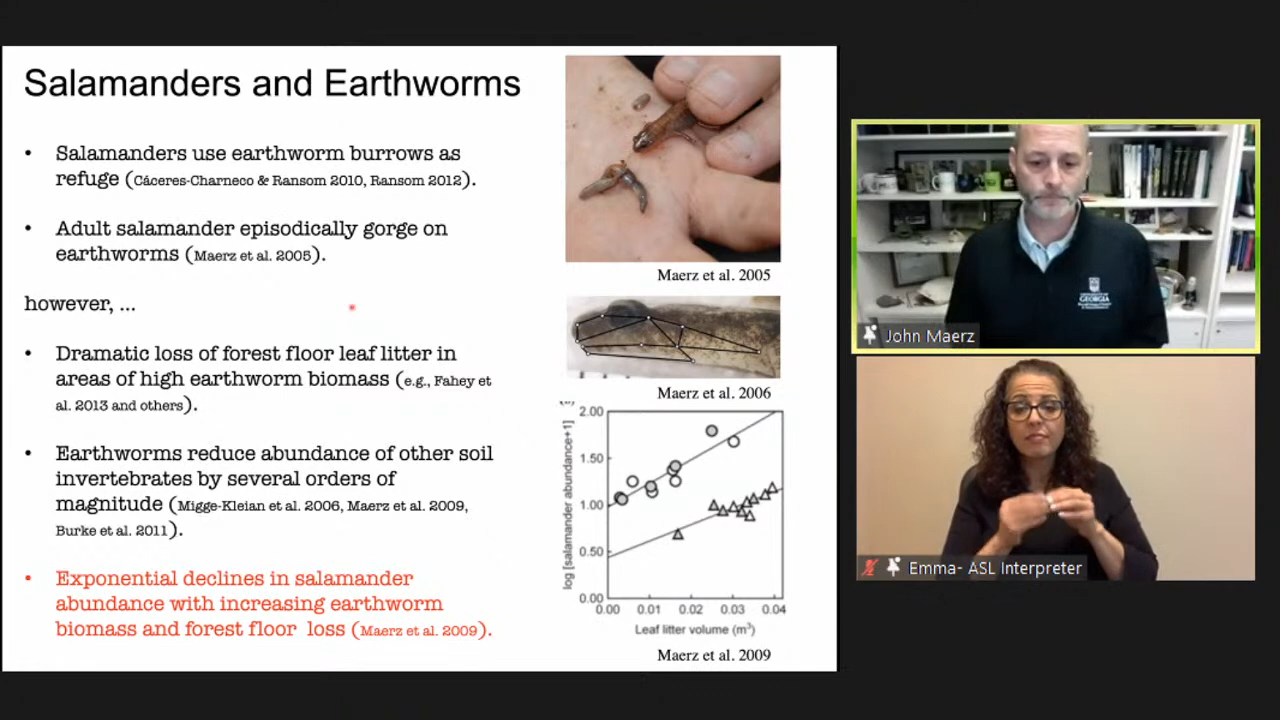 Salamanders and Earthworms
• Salamanders use earthworm burrows as
refuge (Cáceres-Charneco & Ransom 2010, Ransom 2012).
• Adult salamander episodically gorge on
earthworms (Maerz et al. 2005).
however, ...
• Dramatic loss of forest floor leaf litter in
areas of high earthworm biomass (e.g., Fahey et
al. 2013 and others).
• Earthworms reduce abundance of other soil
invertebrates by several orders of
magnitude (Migge-Kleian et al. 2006, Maerz et al. 2009,
Burke et al. 2011).
• Exponential declines in salamander
abundance with increasing earthworm
biomass and forest floor loss (Maerz et al. 2009).
Maerz et al. 2005
Maerz et al. 2006
log [salamander abundance+1]
2.00
1.50
1.00
0.50
0.00
0.00 0.01 0.02 0.03 0.04
Leaf litter volume (m³)
Maerz et al. 2009
GEORGIA
John Maerz
Emma- ASL Interpreter